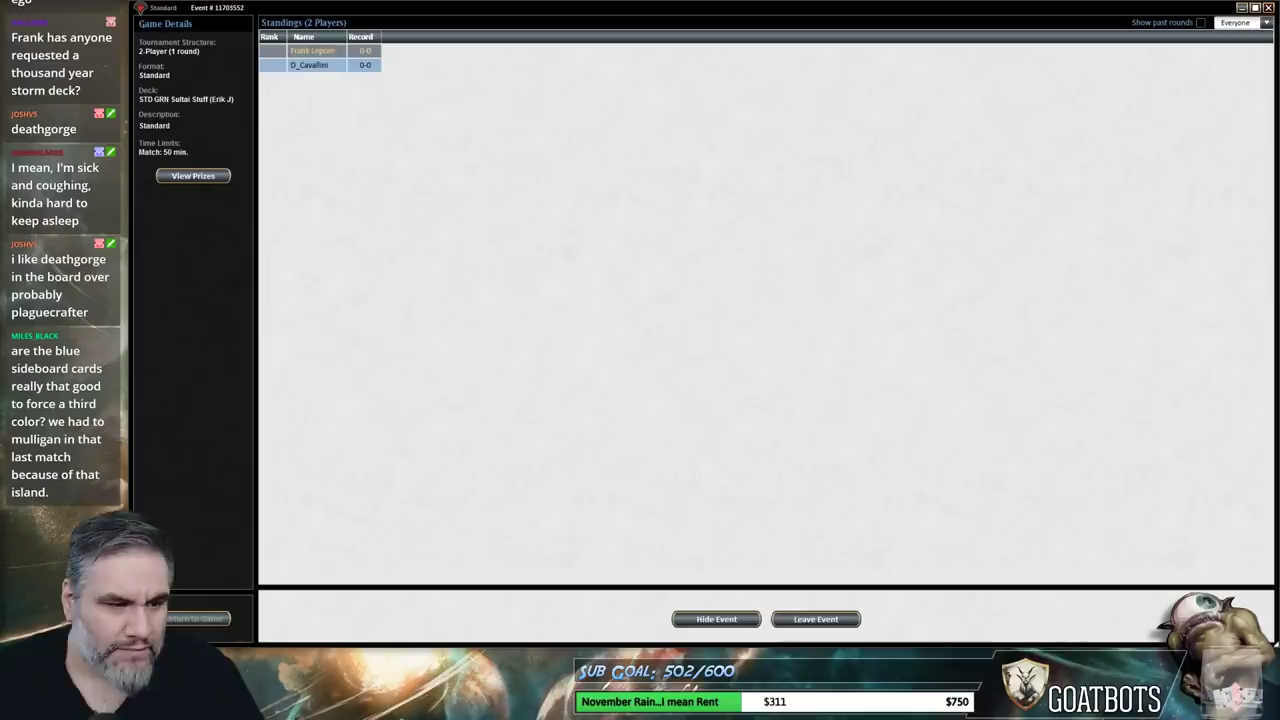 ego
Frank has anyone
requested a
thousand year
storm deck?
JOSHVS
deathgorge
I mean, I'm sick
and coughing,
kinda hard to
keep asleep
JOSHVS
i like deathgorge
in the board over
probably
plaguecrafter
MILES_BLACK
are the blue
sideboard cards
really that good
to force a third
color? we had to
mulligan in that
last match
because of that
island.
Standard Event # 11703552
Game Details
Tournament Structure:
2-Player (1 round)
Format:
Standard
Deck:
STD GRN Sultai Stuff (Erik J)
Description:
Standard
Time Limits:
Match: 50 min.
View Prizes
Return to Game
Standings (2 Players)
Show past rounds
Everyone
Rank Name Record
Frank Lepore 0-0
D_Cavallini 0-0
Hide Event
Leave Event
SUB GOAL: 502/600
November Rain...I mean Rent $311 $750
GOATBOTS